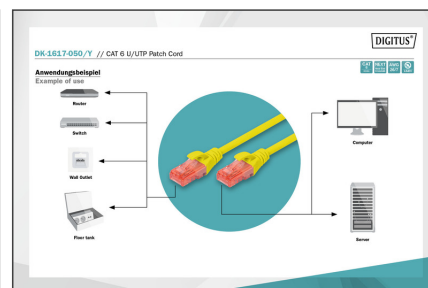 DIGITUS®
DK-1617-050/Y // CAT 6 U/UTP Patch Cord
Anwendungsbeispiel
Example of use
Router
Switch
Wall Outlet
Floor tank
Computer
Server